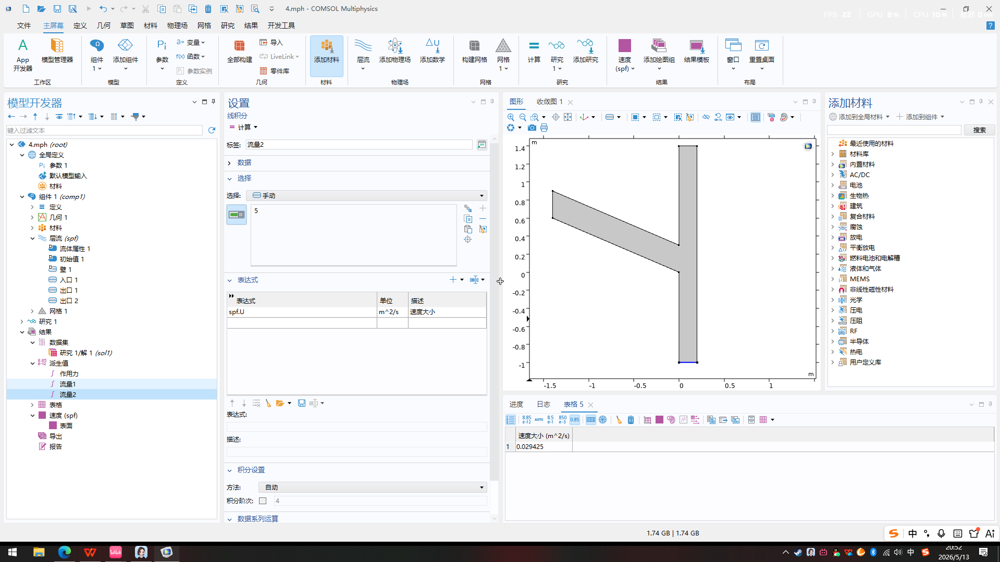 4.mph - COMSOL Multiphysics
FPS 22 GPU 8% CPU 10% 延迟 0ms
文件 主屏幕 定义 几何 草图 材料 物理场 网格 研究 结果 开发工具
App 开发器
模型管理器
工作区
组件 1
添加组件
模型
Pi 参数
a= 变量
f(x) 函数
Pi 参数实例
定义
全部构建
导入
LiveLink
零件库
几何
添加材料
材料
层流
添加物理场
ΔU 添加数学
物理场
构建网格
网格 1
网格
计算
研究 1
添加研究
研究
速度 (spf)
添加绘图组
结果模板
结果
窗口
重置桌面
布局
模型开发器
键入过滤文本
4.mph (root)
全局定义
Pi 参数 1
默认模型输入
材料
组件 1 (comp1)
定义
几何 1
材料
层流 (spf)
流体属性 1
初始值 1
壁 1
入口 1
出口 1
出口 2
网格 1
研究 1
结果
数据集
研究 1/解 1 (sol1)
8.85 e-12 派生值
作用力
流量1
流量2
表格
速度 (spf)
表面
导出
报告
设置
线积分
= 计算
标签: 流量2
数据
选择
选择: 手动
5
表达式
表达式 单位 描述
spf.U m^2/s 速度大小
表达式:
描述:
积分设置
方法: 自动
积分阶次: 4
数据系列运算
图形 收敛图 1
m
1.4
1.2
1
0.8
0.6
0.4
0.2
0
-0.2
-0.4
-0.6
-0.8
-1
-1.5 -1 -0.5 0 0.5 1
m
进度 日志 表格 5
8.85 e-12 AUTO 8.5 e-1 850 e-3 0.85
速度大小 (m^2/s)
1 0.029425
添加材料
添加到全局材料 添加到组件
搜索
最近使用的材料
材料库
内置材料
AC/DC
电池
生物热
建筑
复合材料
腐蚀
放电
平衡放电
燃料电池和电解槽
液体和气体
MEMS
非线性磁性材料
光学
压电
压阻
RF
半导体
热电
用户定义库
1.74 GB | 1.74 GB
中
中
20:52
2026/5/13